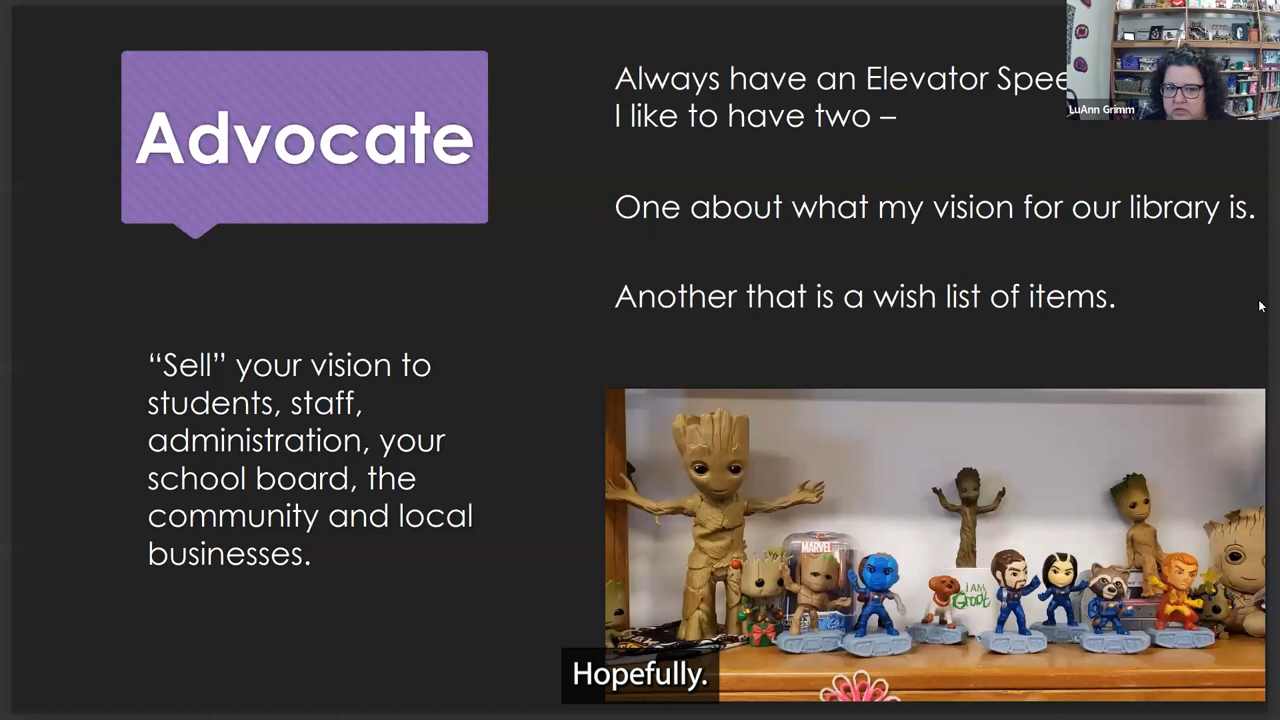 Advocate
Always have an Elevator Spee
I like to have two –
One about what my vision for our library is.
Another that is a wish list of items.
“Sell” your vision to
students, staff,
administration, your
school board, the
community and local
businesses.
LuAnn Grimm
MARVEL
I AM
Groot
Hopefully.